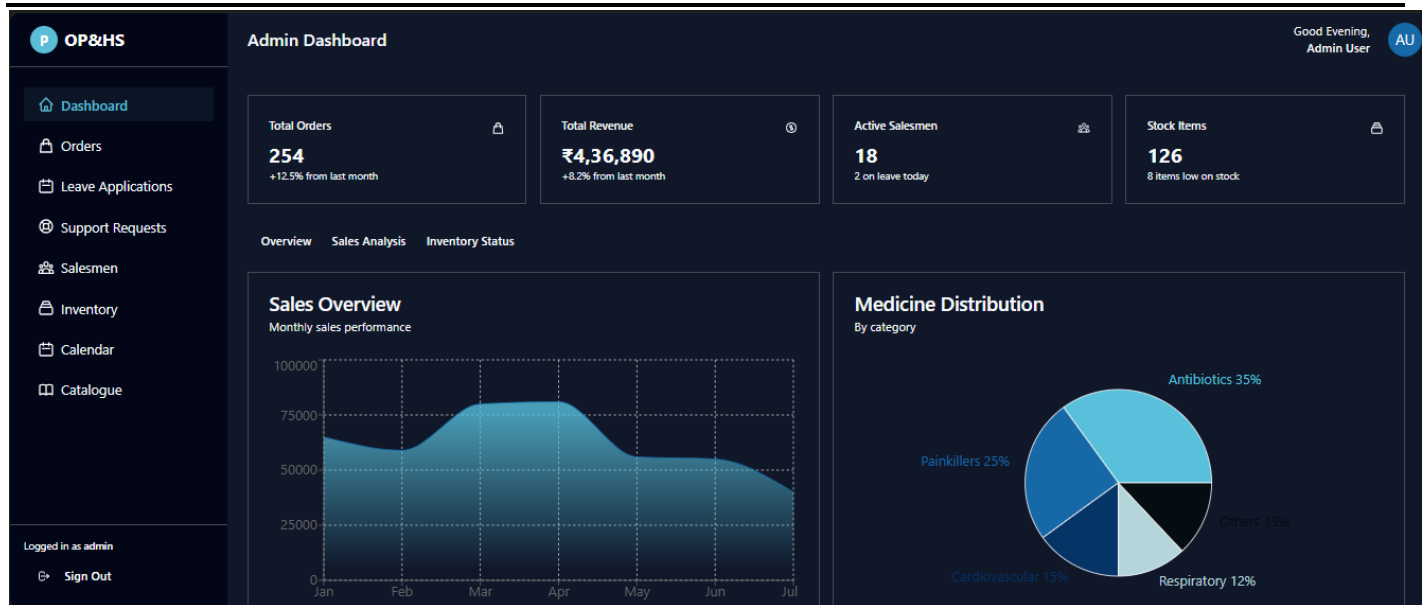 P OP&HS
Dashboard
Orders
Leave Applications
Support Requests
Salesmen
Inventory
Calendar
Catalogue
Logged in as admin
Sign Out
Admin Dashboard
Good Evening,
Admin User
AU
Total Orders
254
+12.5% from last month
Total Revenue
₹4,36,890
+8.2% from last month
Active Salesmen
18
2 on leave today
Stock Items
126
8 items low on stock
Overview Sales Analysis Inventory Status
Sales Overview
Monthly sales performance
100000
75000
50000
25000
0
Jan Feb Mar Apr May Jun Jul
Medicine Distribution
By category
Antibiotics 35%
Painkillers 25%
Others 13%
Cardiovascular 15%
Respiratory 12%